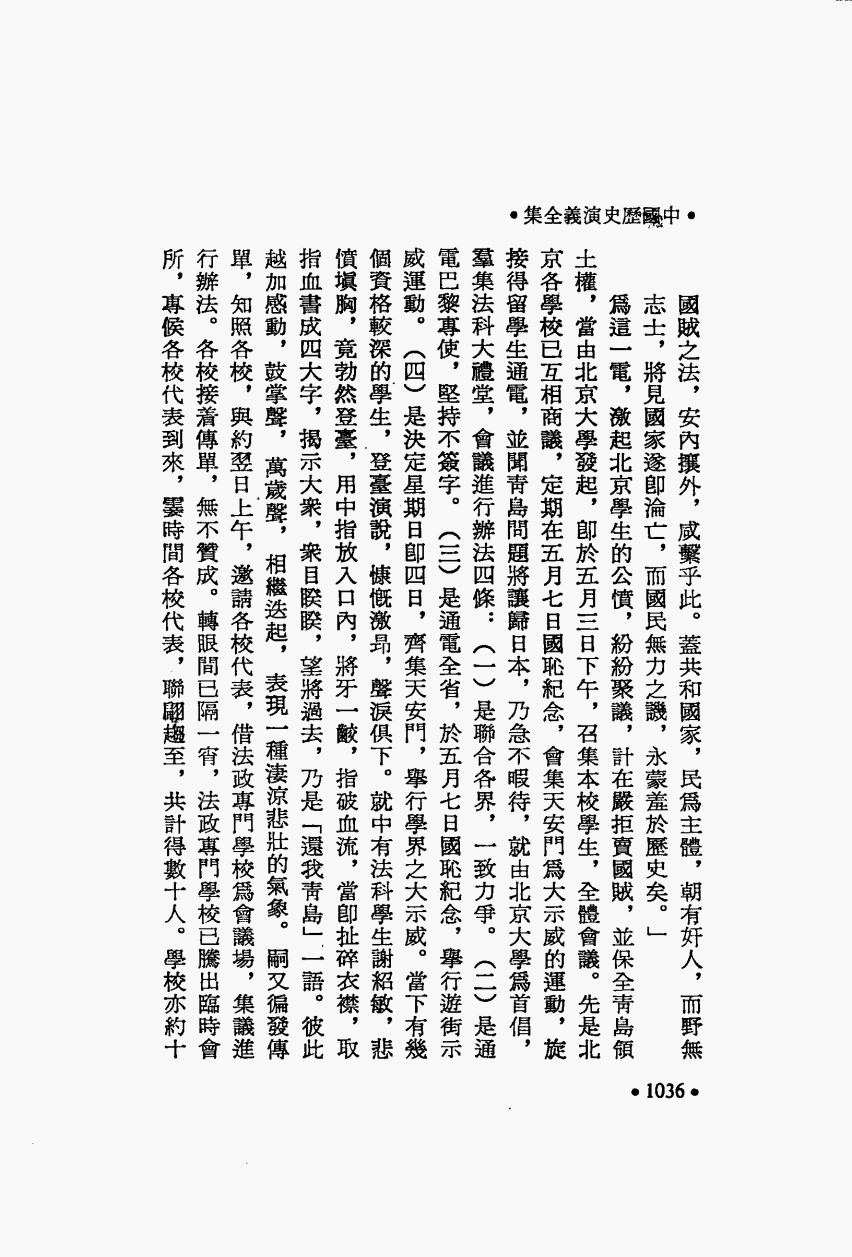 •中國歷史演義全集•
國賊之法，安內攘外，咸繫乎此。蓋共和國家，民爲主體，朝有奸人，而野無
志士，將見國家遂卽淪亡，而國民無力之譏，永蒙羞於歷史矣。」
爲這一電，激起北京學生的公憤，紛紛聚議，計在嚴拒賣國賊，並保全靑島領
土權，當由北京大學發起，卽於五月三日下午，召集本校學生，全體會議。先是北
京各學校已互相商議，定期在五月七日國恥紀念，會集天安門爲大示威的運動，旋
接得留學生通電，並聞靑島問題將讓歸日本，乃急不暇待，就由北京大學爲首倡，
羣集法科大禮堂，會議進行辦法四條：（一）是聯合各界，一致力爭。（二）是通
電巴黎專使，堅持不簽字。（三）是通電全省，於五月七日國恥紀念，舉行遊街示
威運動。（四）是決定星期日卽四日，齊集天安門，舉行學界之大示威。當下有幾
個資格較深的學生，登臺演說，慷慨激昂，聲淚俱下。就中有法科學生謝紹敏，悲
憤塡胸，竟勃然登臺，用中指放入口內，將牙一齩，指破血流，當卽扯碎衣襟，取
指血書成四大字，揭示大衆，衆目睽睽，望將過去，乃是「還我靑島」一語。彼此
越加感動，鼓掌聲，萬歲聲，相繼迭起，表現一種淒涼悲壯的氣象。嗣又徧發傳
單，知照各校，與約翌日上午，邀請各校代表，借法政專門學校爲會議場，集議進
行辦法。各校接着傳單，無不贊成。轉眼間已隔一宵，法政專門學校已騰出臨時會
所，專候各校代表到來，霎時間各校代表，聯翩趨至，共計得數十人。學校亦約十
•1036•